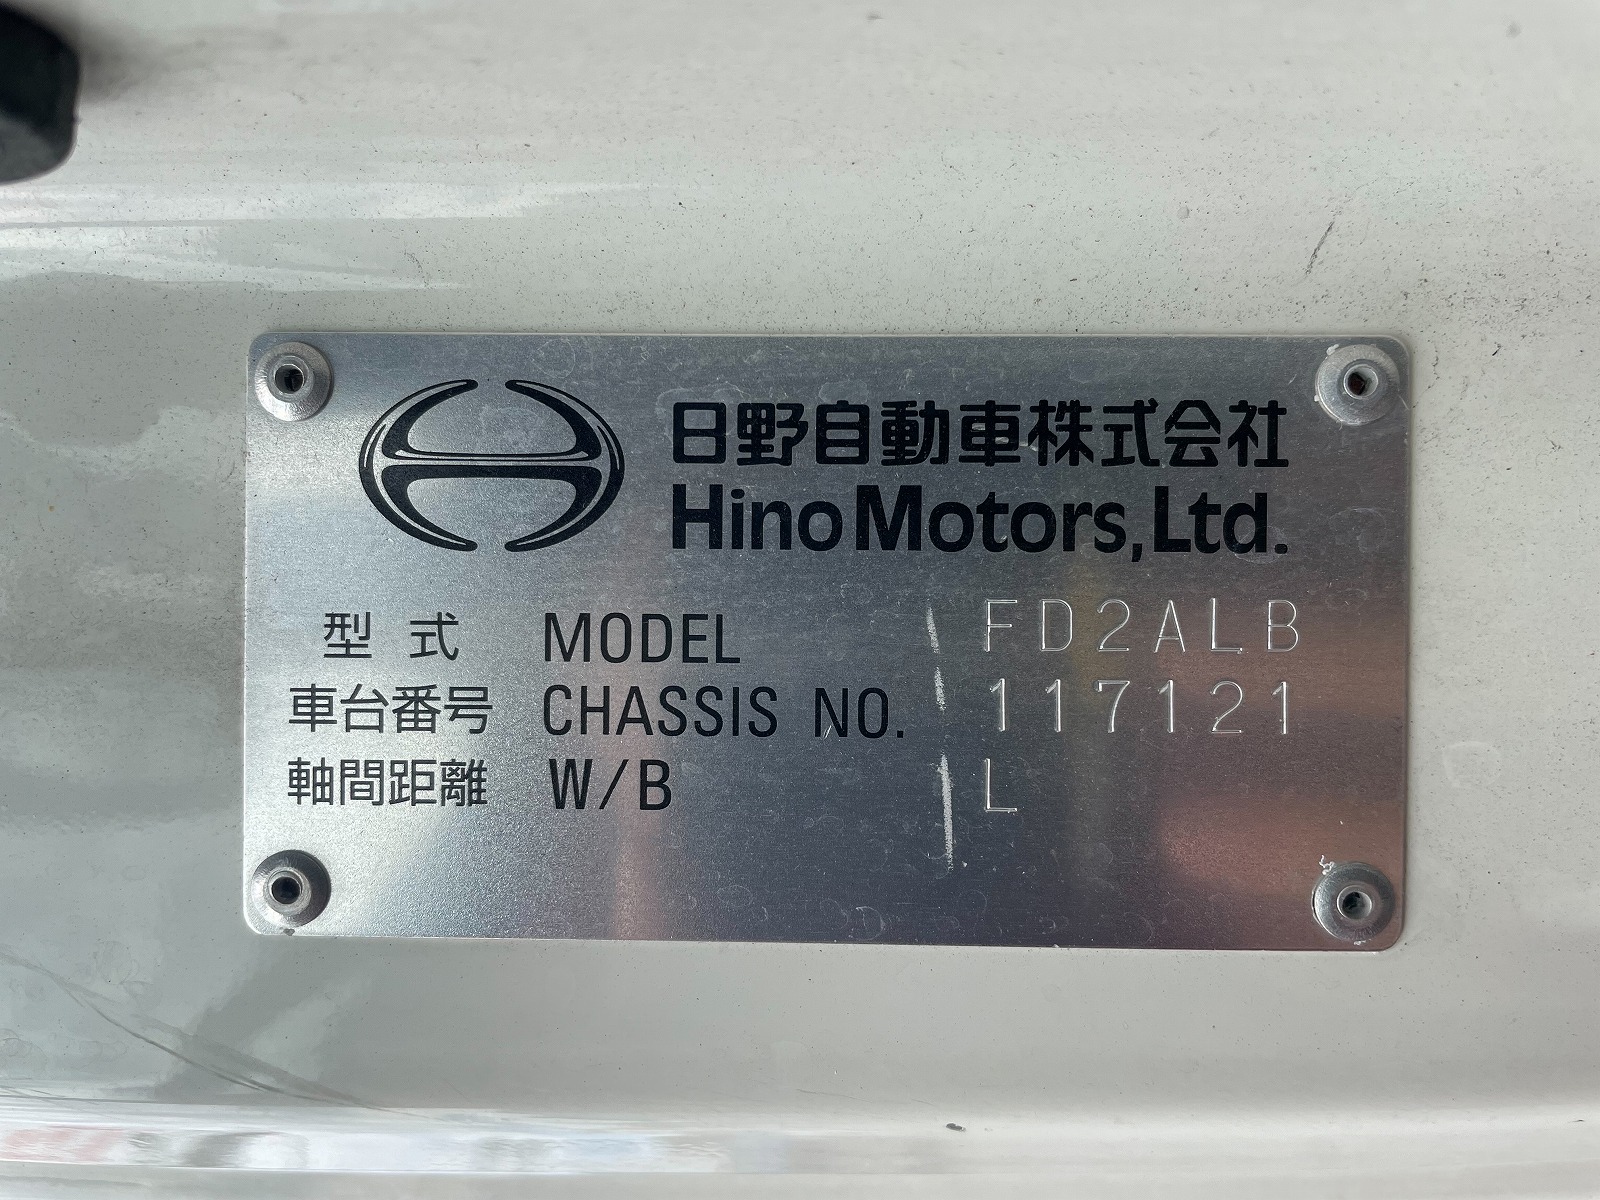 日野自動車株式会社
Hino Motors, Ltd.
型式 MODEL FD2ALB
車台番号 CHASSIS NO. 117121
軸間距離 W/B L